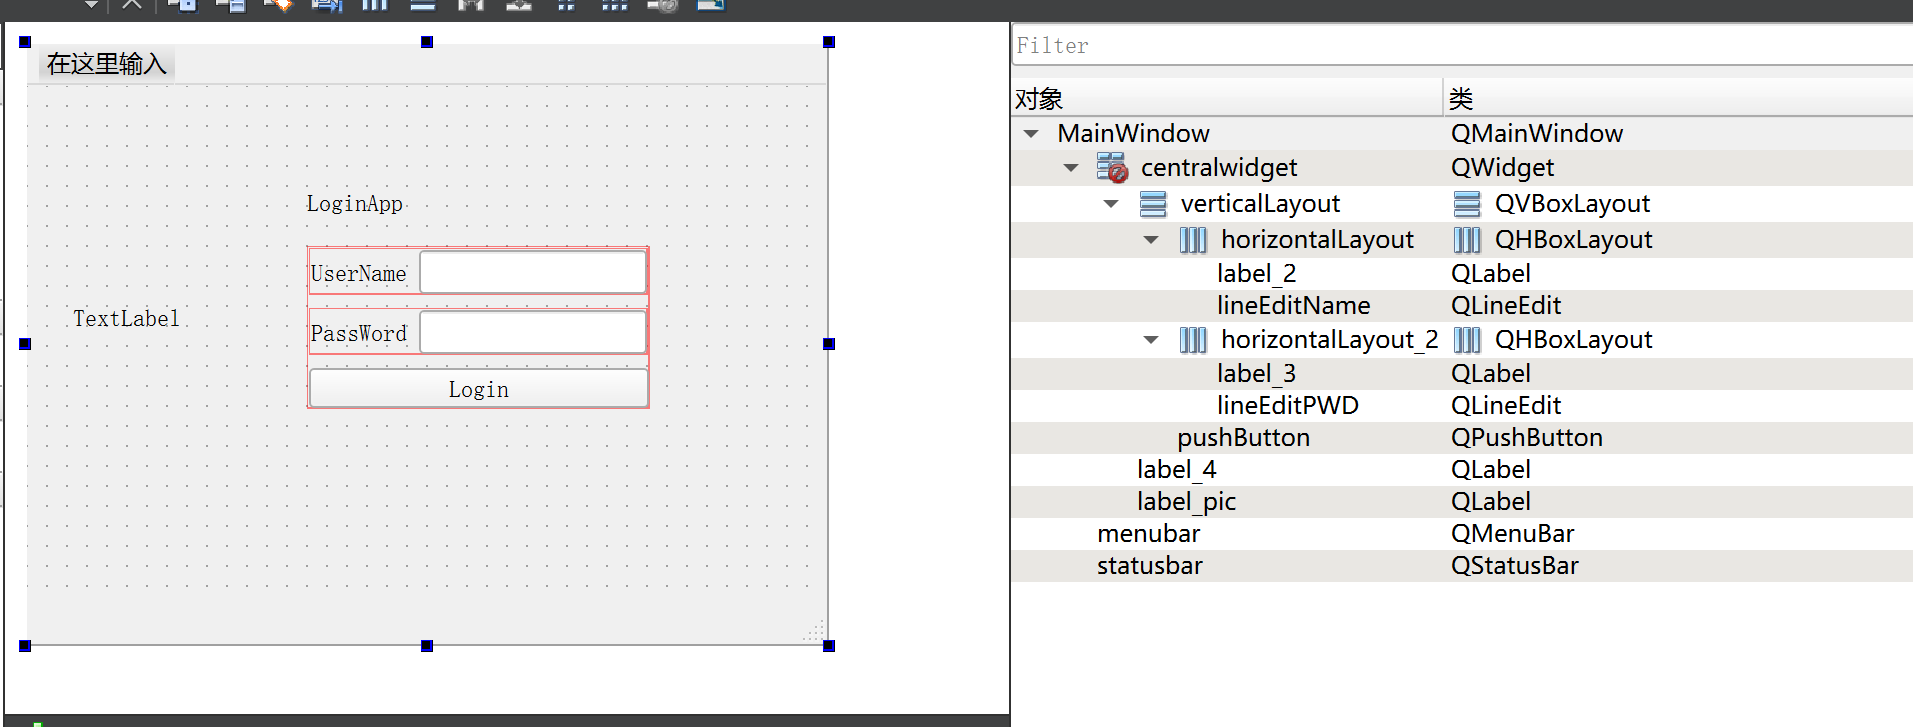 在这里输入
LoginApp
UserName
TextLabel
PassWord
Login
Filter
对象 类
MainWindow QMainWindow
centralwidget QWidget
verticalLayout QVBoxLayout
horizontalLayout QHBoxLayout
label_2 QLabel
lineEditName QLineEdit
horizontalLayout_2 QHBoxLayout
label_3 QLabel
lineEditPWD QLineEdit
pushButton QPushButton
label_4 QLabel
label_pic QLabel
menubar QMenuBar
statusbar QStatusBar